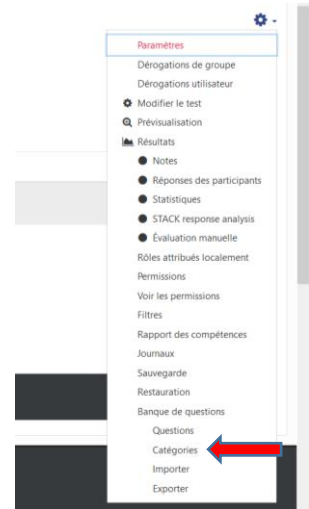 Paramètres
Dérogations de groupe
Dérogations utilisateur
Modifier le test
Prévisualisation
Résultats
Notes
Réponses des participants
Statistiques
STACK response analysis
Évaluation manuelle
Rôles attribués localement
Permissions
Voir les permissions
Filtres
Rapport des compétences
Journaux
Sauvegarde
Restauration
Banque de questions
Questions
Catégories
Importer
Exporter